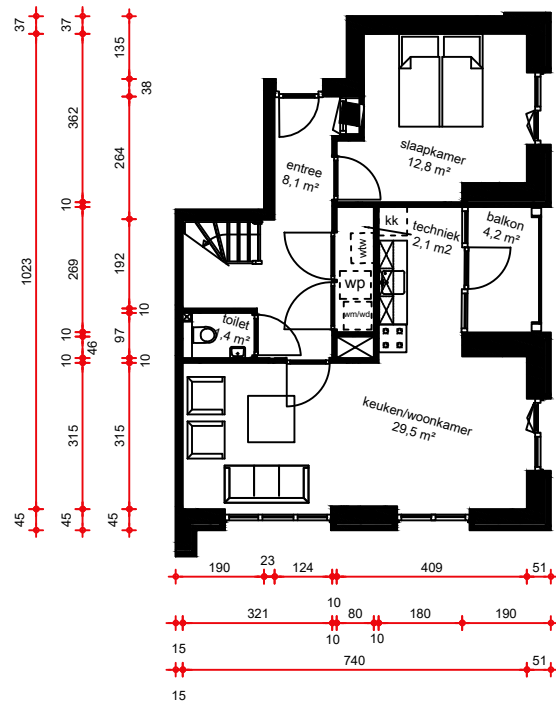 37
37
135
38
362
264
slaapkamer
12,8 m²
entree
8,1 m²
10
1023
269
192
kk
techniek
2,1 m2
balkon
4,2 m²
wtw
wp
wm/wd
10
46
10
10
97
10
toilet
1,4 m²
keuken/woonkamer
29,5 m²
315
315
45
45
45
190
23
124
409
51
10
321
80
180
190
10
10
15
740
51
15